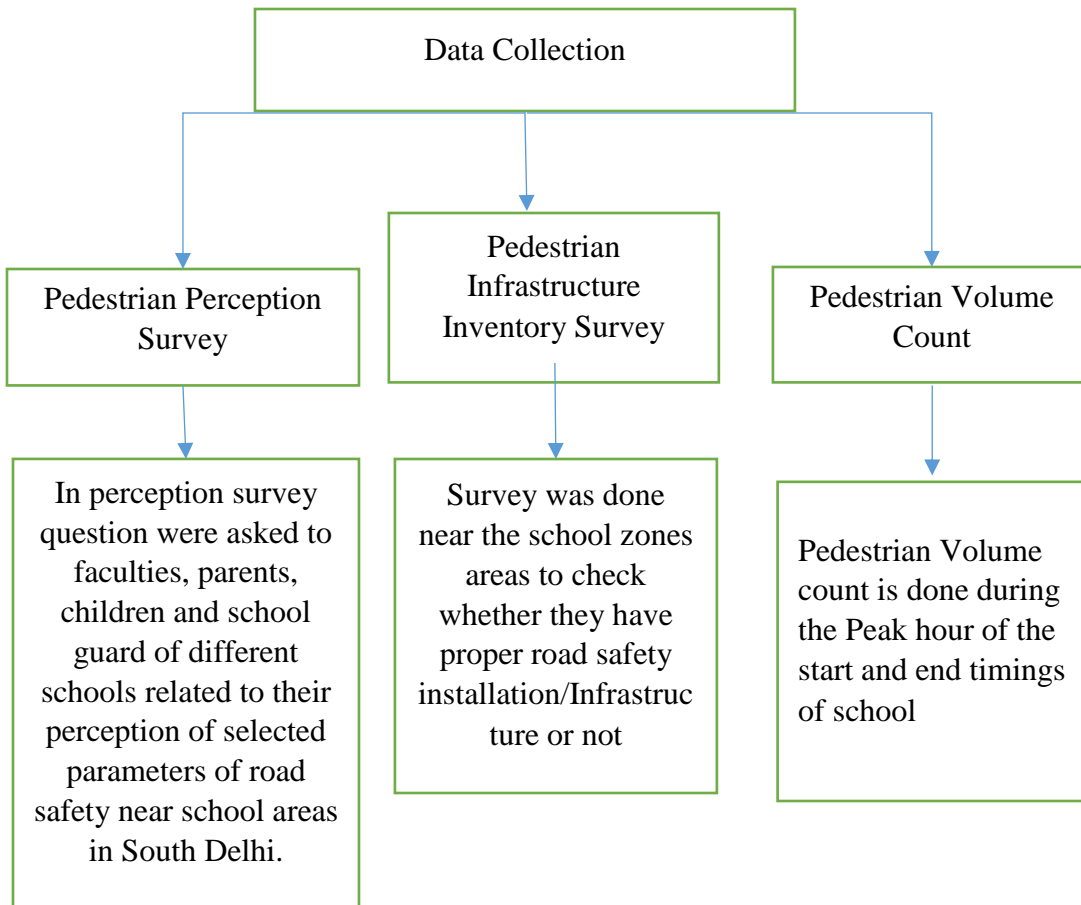 Data Collection
Pedestrian Perception
Survey
Pedestrian
Infrastructure
Inventory Survey
Pedestrian Volume
Count
In perception survey
question were asked to
faculties, parents,
children and school
guard of different
schools related to their
perception of selected
parameters of road
safety near school areas
in South Delhi.
Survey was done
near the school zones
areas to check
whether they have
proper road safety
installation/Infrastruc
ture or not
Pedestrian Volume
count is done during
the Peak hour of the
start and end timings
of school